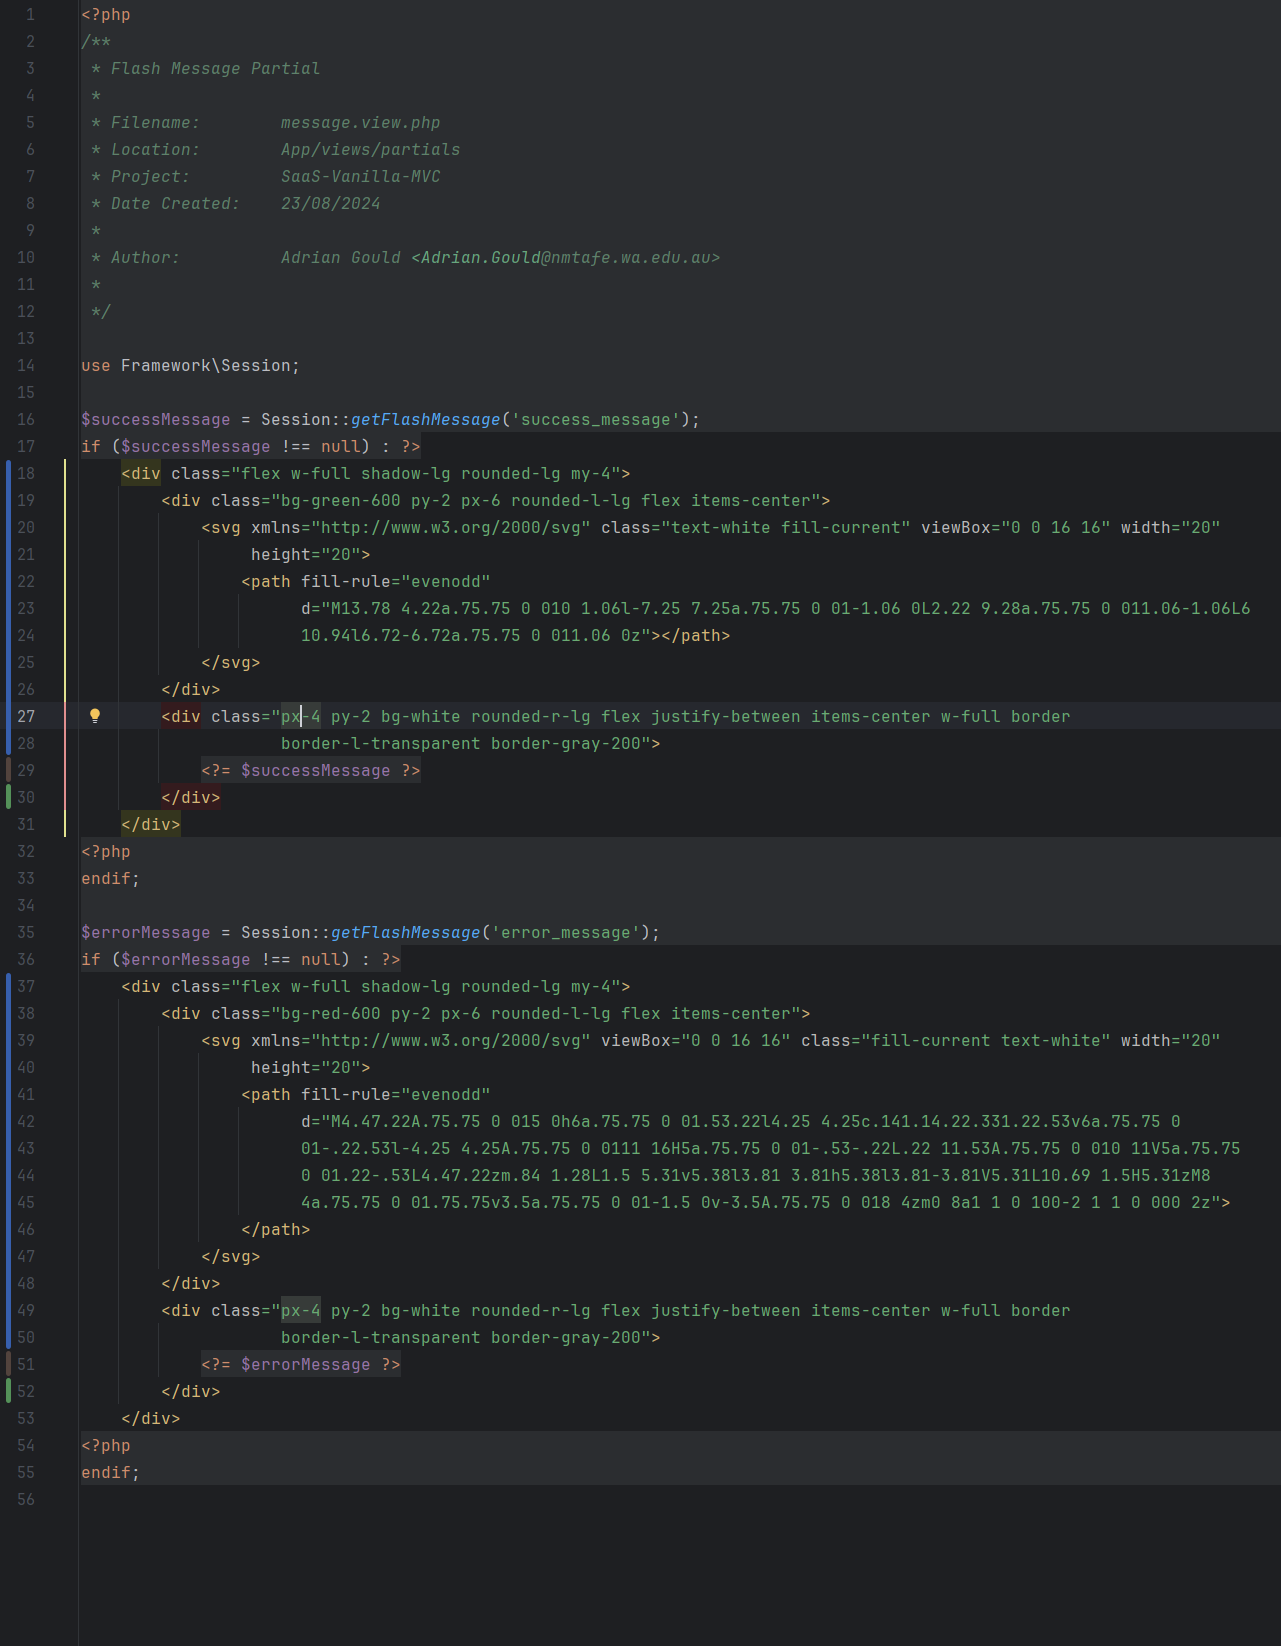 1 <?php
2 /**
3  * Flash Message Partial
4  *
5  * Filename:        message.view.php
6  * Location:        App/views/partials
7  * Project:         SaaS-Vanilla-MVC
8  * Date Created:    23/08/2024
9  *
10  * Author:          Adrian Gould <Adrian.Gould@nmtafe.wa.edu.au>
11  *
12  */
13
14 use Framework\Session;
15
16 $successMessage = Session::getFlashMessage('success_message');
17 if ($successMessage !== null) : ?>
18     <div class="flex w-full shadow-lg rounded-lg my-4">
19         <div class="bg-green-600 py-2 px-6 rounded-l-lg flex items-center">
20             <svg xmlns="http://www.w3.org/2000/svg" class="text-white fill-current" viewBox="0 0 16 16" width="20"
21                  height="20">
22                 <path fill-rule="evenodd"
23                       d="M13.78 4.22a.75.75 0 010 1.06l-7.25 7.25a.75.75 0 01-1.06 0L2.22 9.28a.75.75 0 011.06-1.06L6
24                       10.94l6.72-6.72a.75.75 0 011.06 0z"></path>
25             </svg>
26         </div>
27         <div class="px-4 py-2 bg-white rounded-r-lg flex justify-between items-center w-full border
28                     border-l-transparent border-gray-200">
29             <?= $successMessage ?>
30         </div>
31     </div>
32 <?php
33 endif;
34
35 $errorMessage = Session::getFlashMessage('error_message');
36 if ($errorMessage !== null) : ?>
37     <div class="flex w-full shadow-lg rounded-lg my-4">
38         <div class="bg-red-600 py-2 px-6 rounded-l-lg flex items-center">
39             <svg xmlns="http://www.w3.org/2000/svg" viewBox="0 0 16 16" class="fill-current text-white" width="20"
40                  height="20">
41                 <path fill-rule="evenodd"
42                       d="M4.47.22A.75.75 0 015 0h6a.75.75 0 01.53.22l4.25 4.25c.141.14.22.331.22.53v6a.75.75 0
43                       01-.22.53l-4.25 4.25A.75.75 0 0111 16H5a.75.75 0 01-.53-.22L.22 11.53A.75.75 0 010 11V5a.75.75
44                       0 01.22-.53L4.47.22zm.84 1.28L1.5 5.31v5.38l3.81 3.81h5.38l3.81-3.81V5.31L10.69 1.5H5.31zM8
45                       4a.75.75 0 01.75.75v3.5a.75.75 0 01-1.5 0v-3.5A.75.75 0 018 4zm0 8a1 1 0 100-2 1 1 0 000 2z">
46                 </path>
47             </svg>
48         </div>
49         <div class="px-4 py-2 bg-white rounded-r-lg flex justify-between items-center w-full border
50                     border-l-transparent border-gray-200">
51             <?= $errorMessage ?>
52         </div>
53     </div>
54 <?php
55 endif;
56